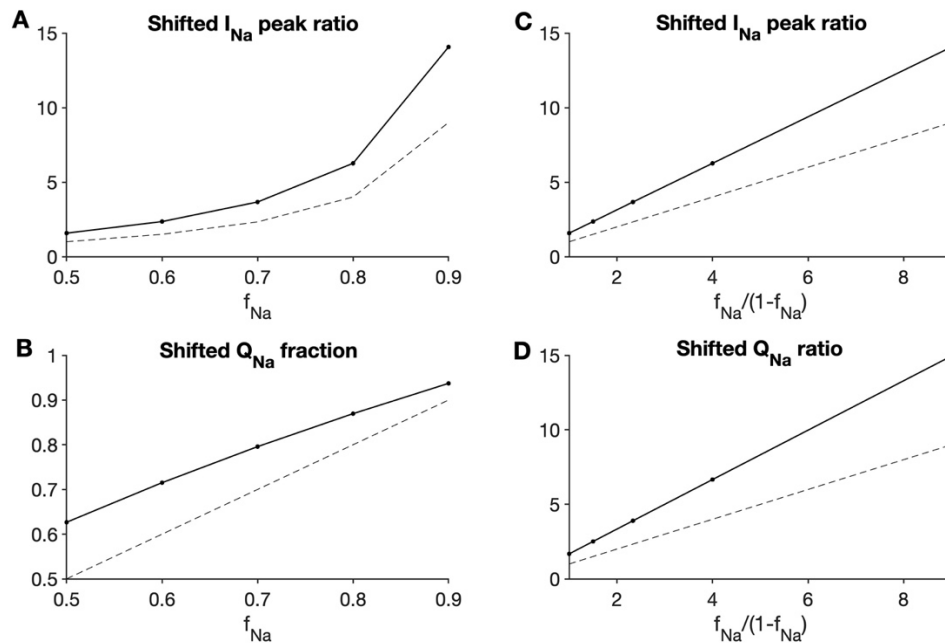 A
Shifted I_Na peak ratio
15
10
5
0
0.5 0.6 0.7 0.8 0.9
f_Na
C
Shifted I_Na peak ratio
15
10
5
0
2 4 6 8
f_Na/(1-f_Na)
B
Shifted Q_Na fraction
1
0.9
0.8
0.7
0.6
0.5
0.5 0.6 0.7 0.8 0.9
f_Na
D
Shifted Q_Na ratio
15
10
5
0
2 4 6 8
f_Na/(1-f_Na)